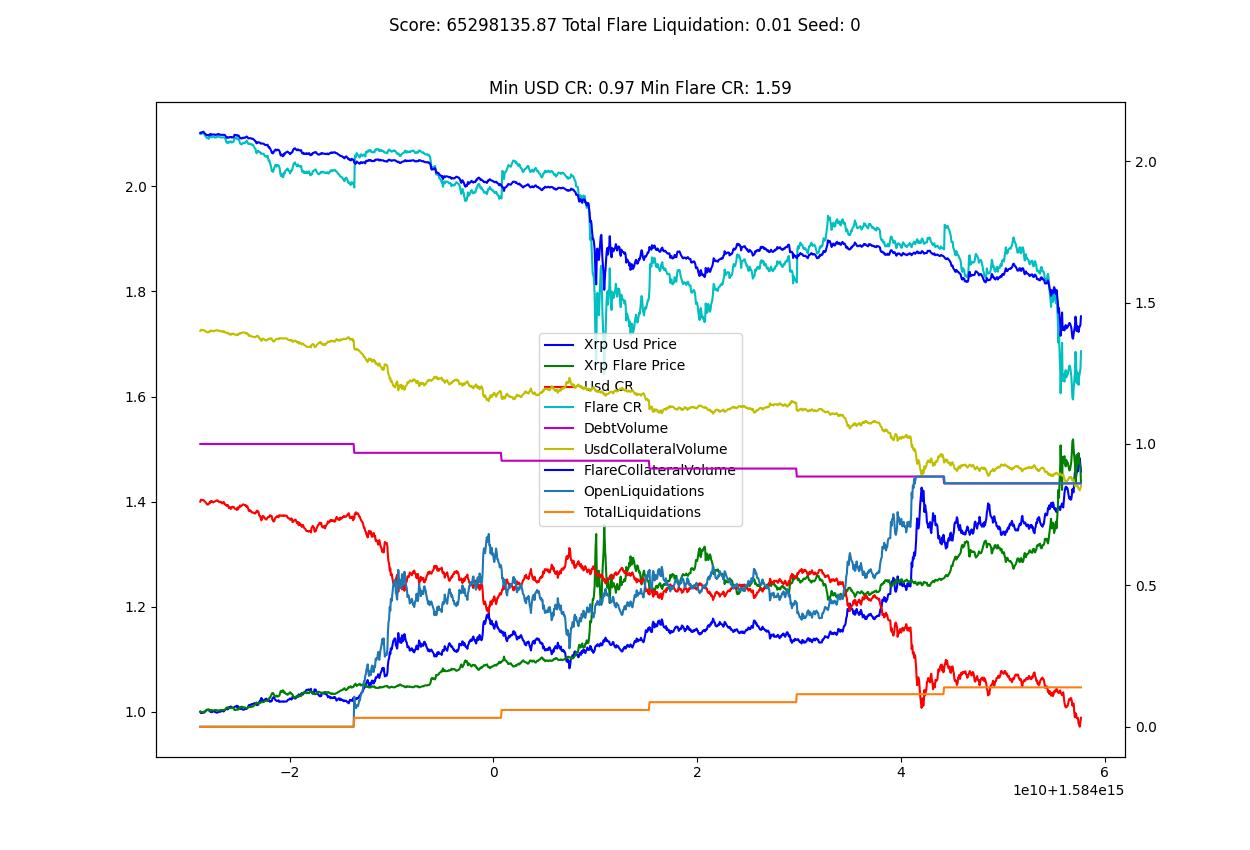 Score: 65298135.87 Total Flare Liquidation: 0.01 Seed: 0
Min USD CR: 0.97 Min Flare CR: 1.59
2.0
1.8
1.6
1.4
1.2
1.0
2.0
1.5
1.0
0.5
0.0
Xrp Usd Price
Xrp Flare Price
Usd CR
Flare CR
DebtVolume
UsdCollateralVolume
FlareCollateralVolume
OpenLiquidations
TotalLiquidations
−2
0
2
4
6
1e10+1.584e15